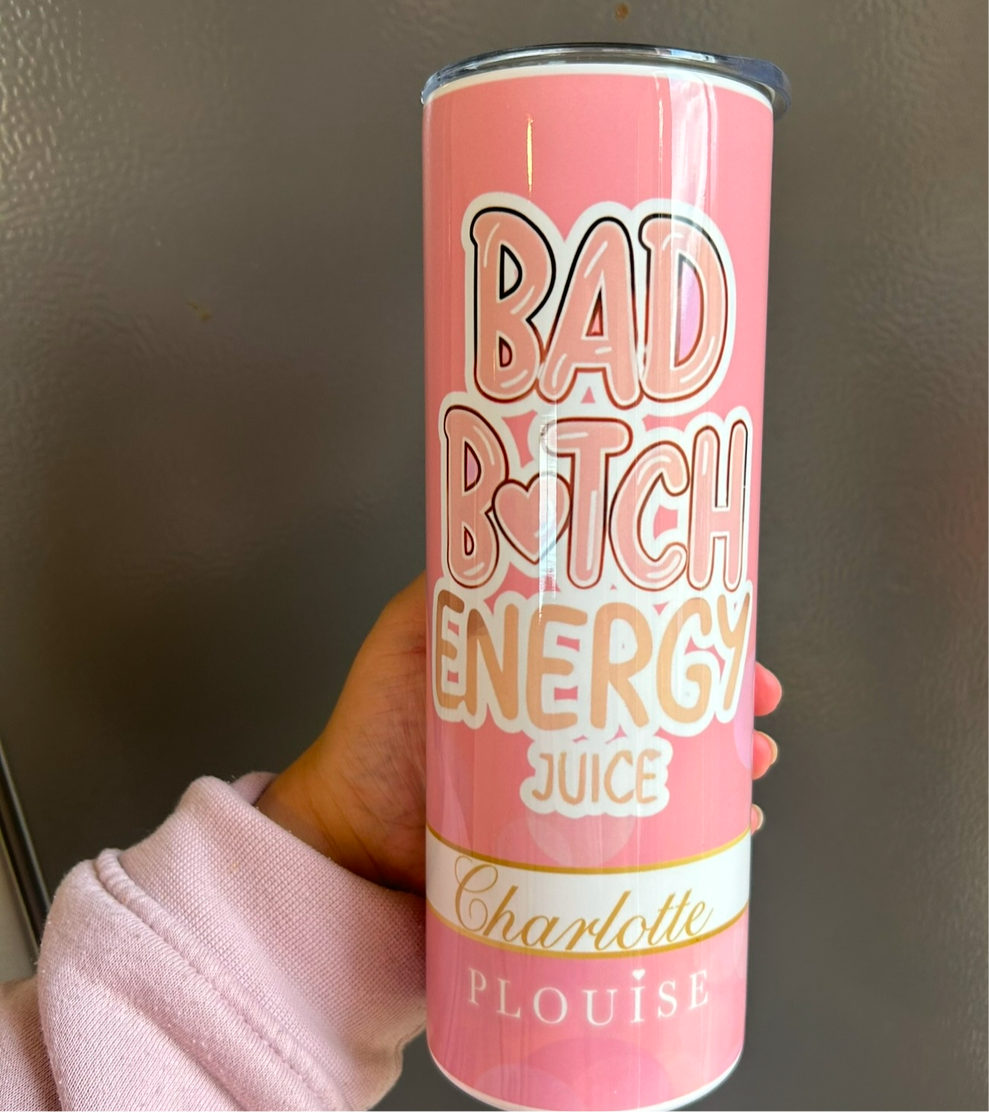 BAD
B♥TCH
ENERGY
JUICE
Charlotte
PLOUISE